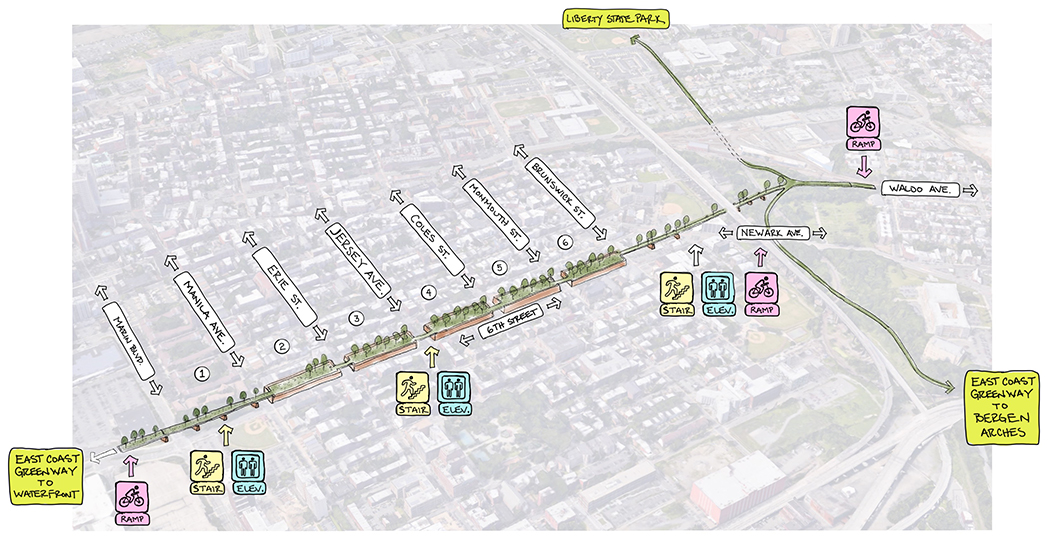 LIBERTY STATE PARK
RAMP
WALDO AVE.
BRUNSWICK ST.
MONMOUTH ST.
COLES ST.
JERSEY AVE.
ERIE ST.
MANILA AVE.
MARIN BLVD.
NEWARK AVE.
6
5
4
3
2
1
6TH STREET
STAIR
ELEV.
RAMP
STAIR
ELEV.
STAIR
ELEV.
RAMP
EAST COAST
GREENWAY
TO
BERGEN
ARCHES
EAST COAST
GREENWAY
TO
WATERFRONT